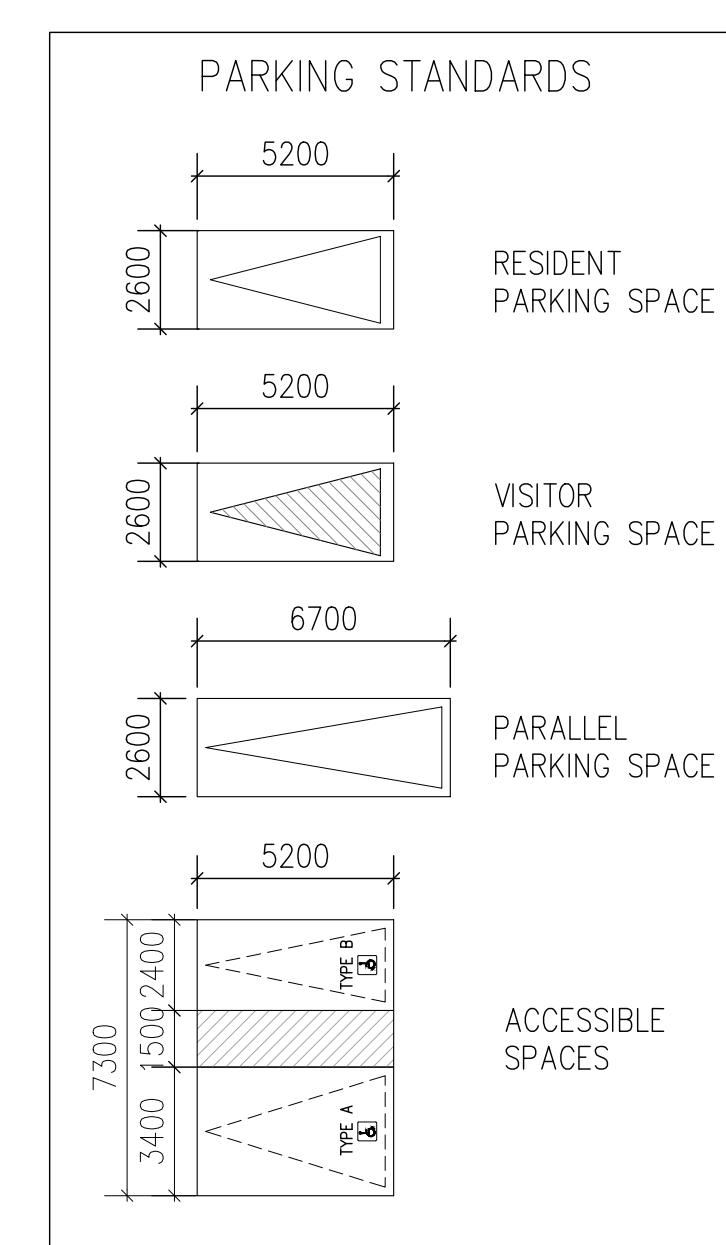 PARKING STANDARDS
5200
2600
RESIDENT
PARKING SPACE
5200
2600
VISITOR
PARKING SPACE
6700
2600
PARALLEL
PARKING SPACE
5200
7300
2400
1500
3400
TYPE B
TYPE A
ACCESSIBLE
SPACES